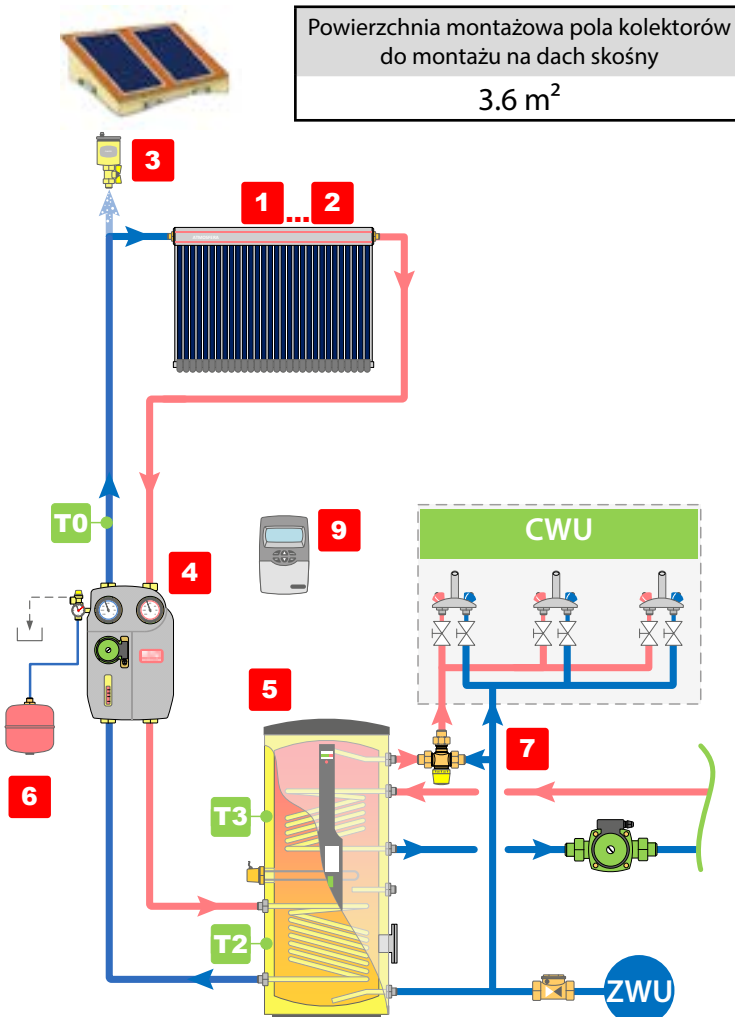 Powierzchnia montażowa pola kolektorów
do montażu na dach skośny
3.6 m²
3
1 ... 2
T0
9
CWU
4
5
7
6
T3
T2
ZWU